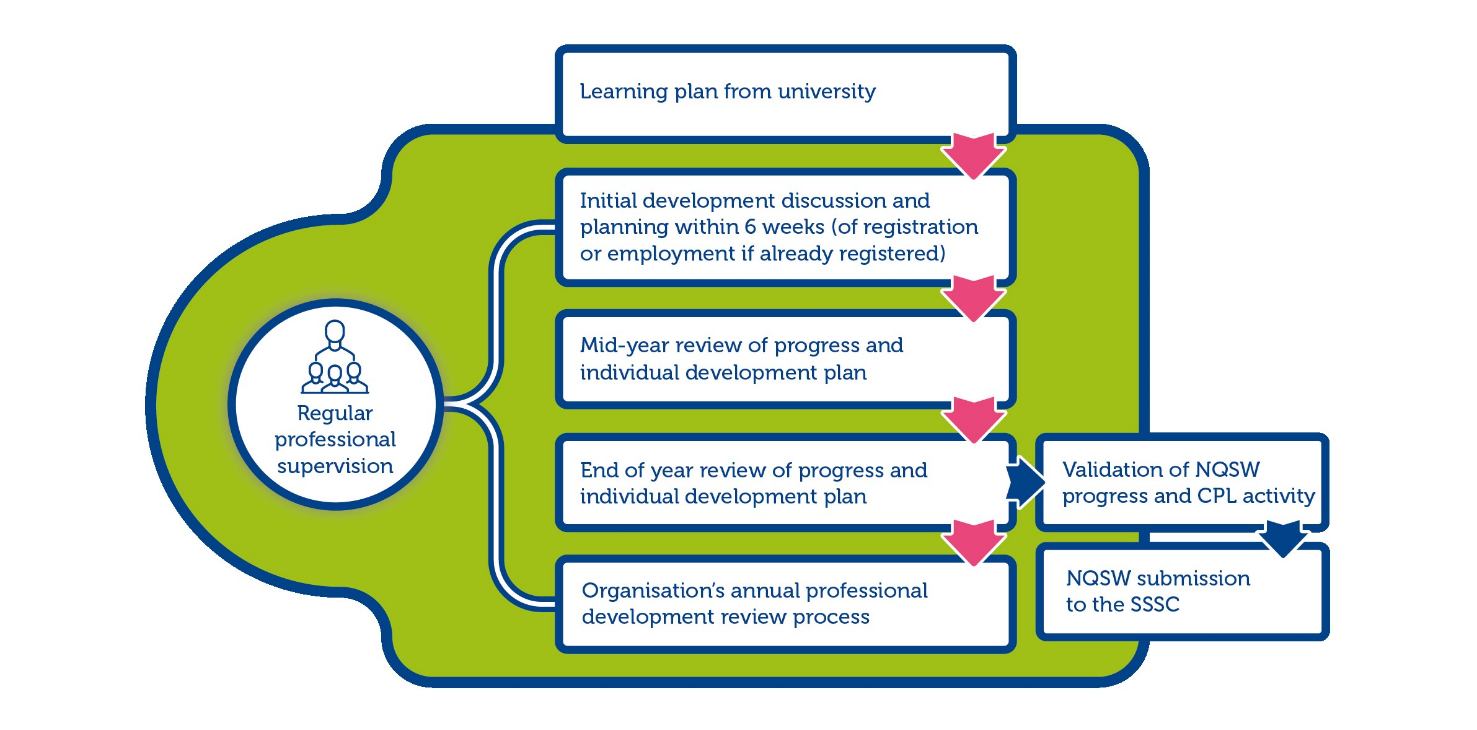 Learning plan from university
Initial development discussion and
planning within 6 weeks (of registration
or employment if already registered)
Mid-year review of progress and
individual development plan
Regular
professional
supervision
End of year review of progress and
individual development plan
Validation of NQSW
progress and CPL activity
Organisation's annual professional
development review process
NQSW submission
to the SSSC